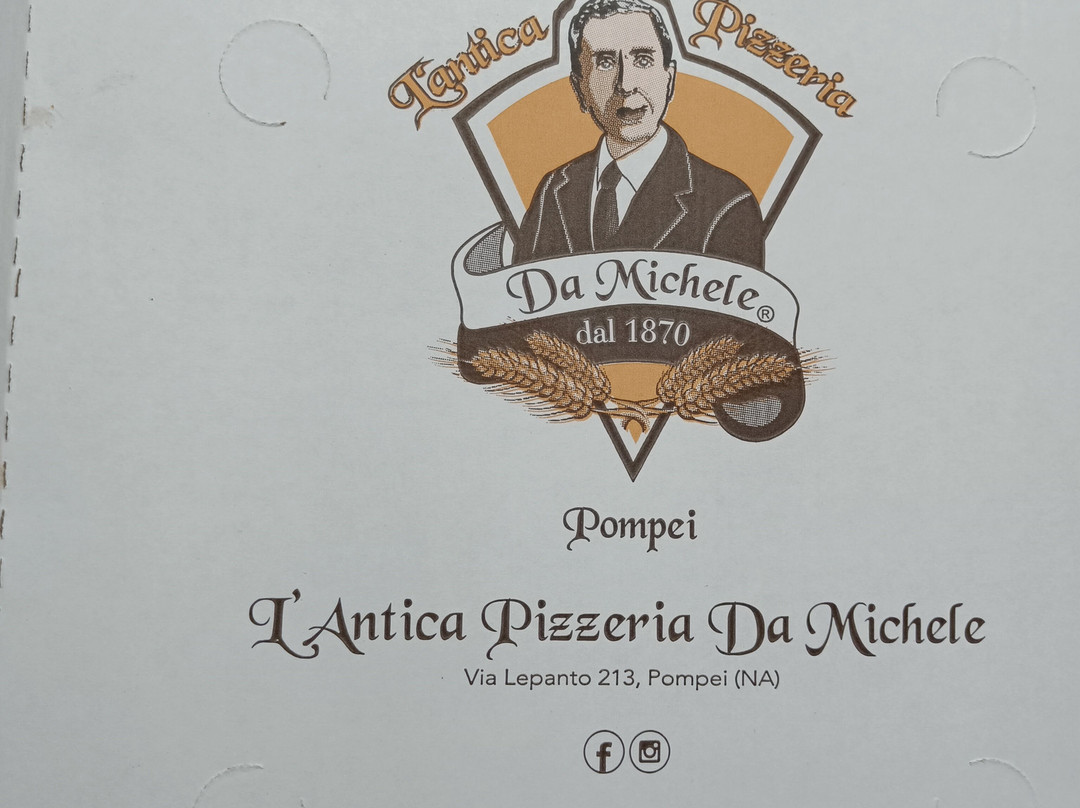 L'antica Pizzeria
Da Michele®
dal 1870
Pompei
L'Antica Pizzeria Da Michele
Via Lepanto 213, Pompei (NA)